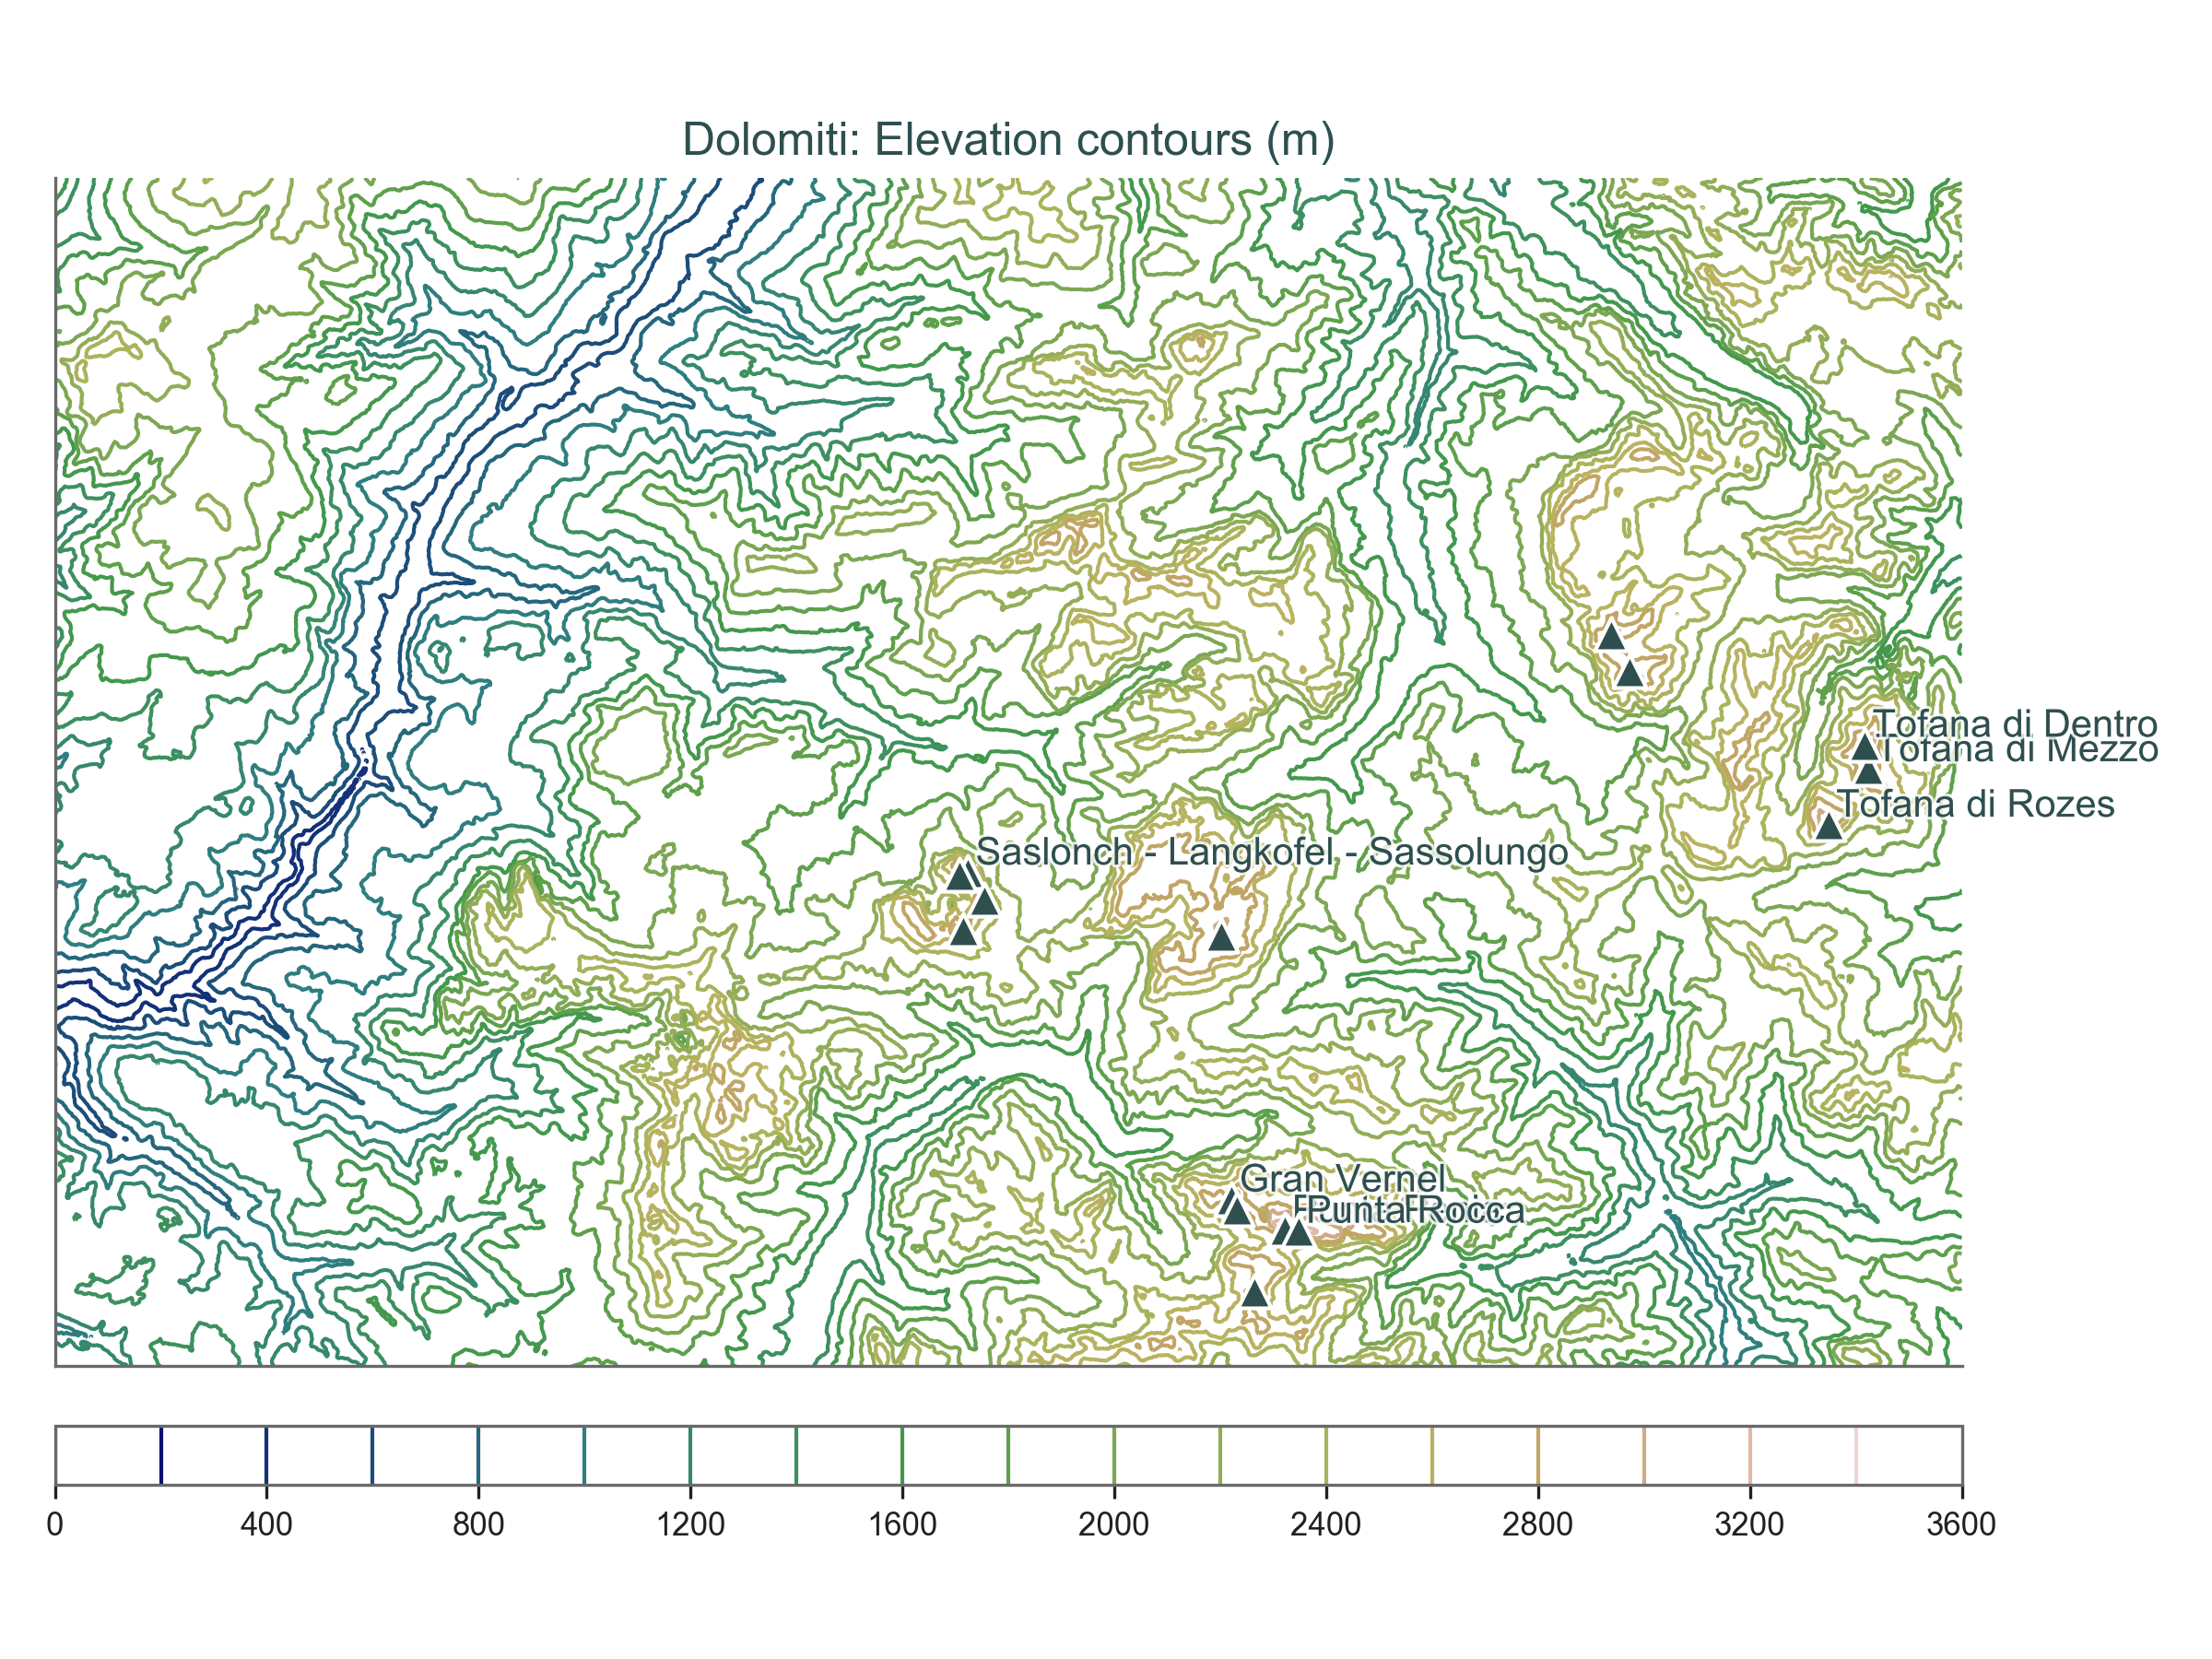 Dolomiti: Elevation contours (m)
Tofana di Dentro
Tofana di Mezzo
Tofana di Rozes
Saslonch - Langkofel - Sassolungo
Gran Vernel
Punta Rocca
0 400 800 1200 1600 2000 2400 2800 3200 3600